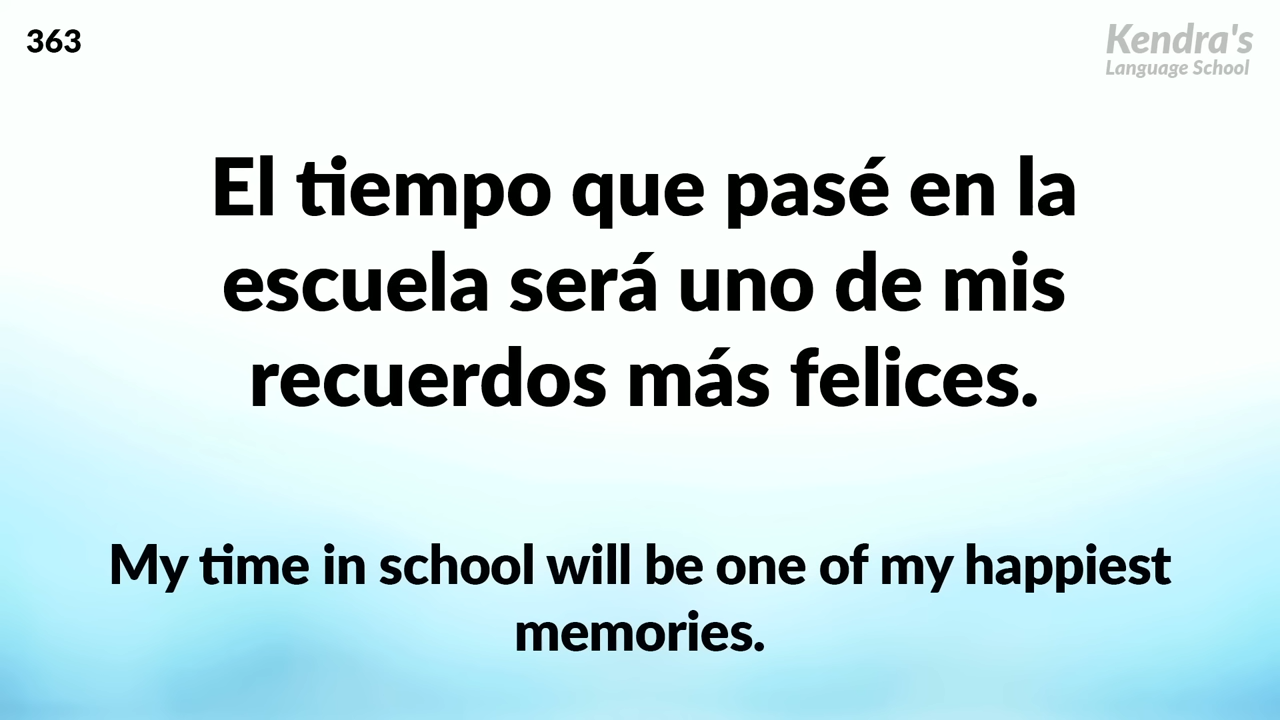 363
Kendra's
Language School
El tiempo que pasé en la
escuela será uno de mis
recuerdos más felices.
My time in school will be one of my happiest
memories.